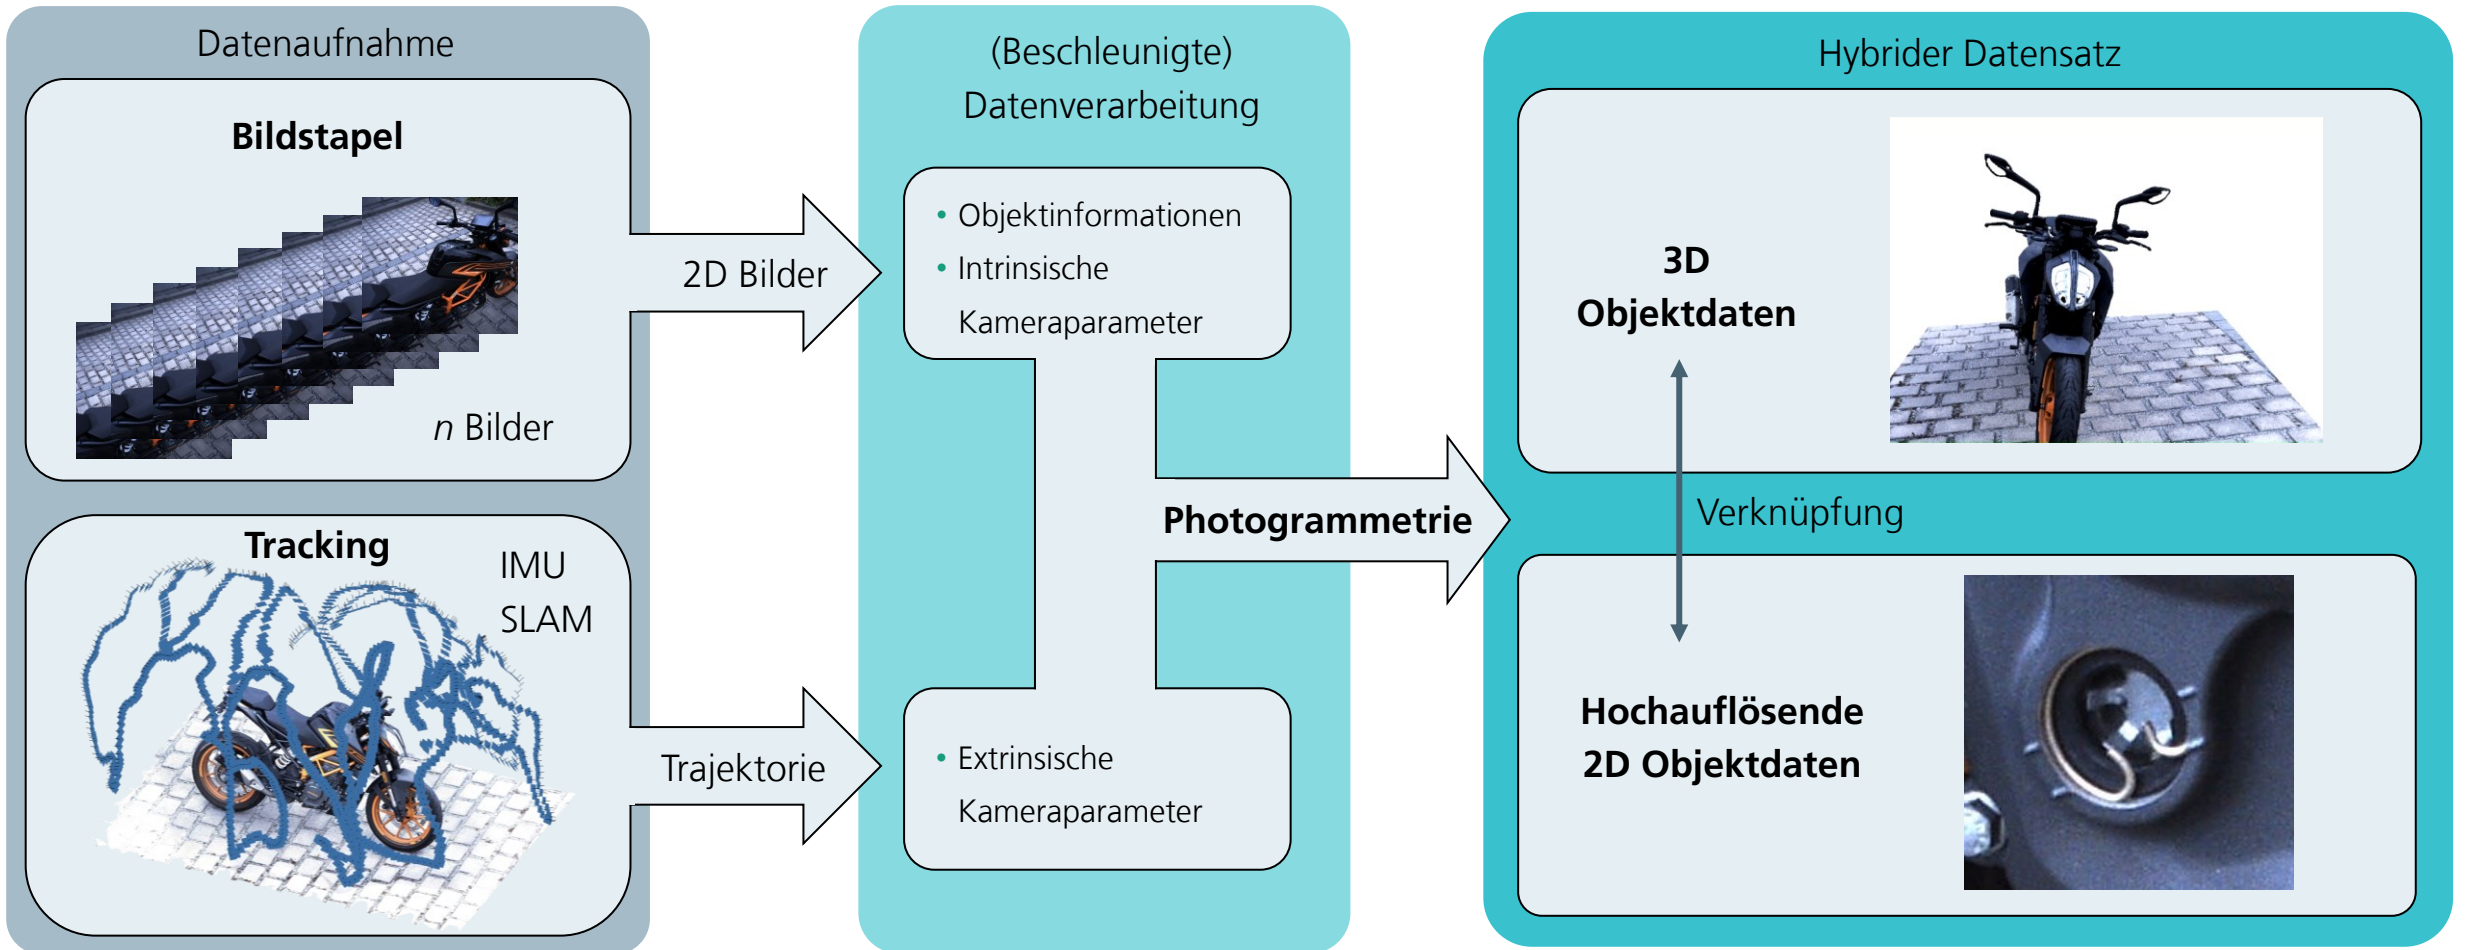 Datenaufnahme
Bildstapel
n Bilder
Tracking
IMU
SLAM
2D Bilder
Trajektorie
(Beschleunigte)
Datenverarbeitung
• Objektinformationen
• Intrinsische
Kameraparameter
• Extrinsische
Kameraparameter
Photogrammetrie
Hybrider Datensatz
3D
Objektdaten
Verknüpfung
Hochauflösende
2D Objektdaten